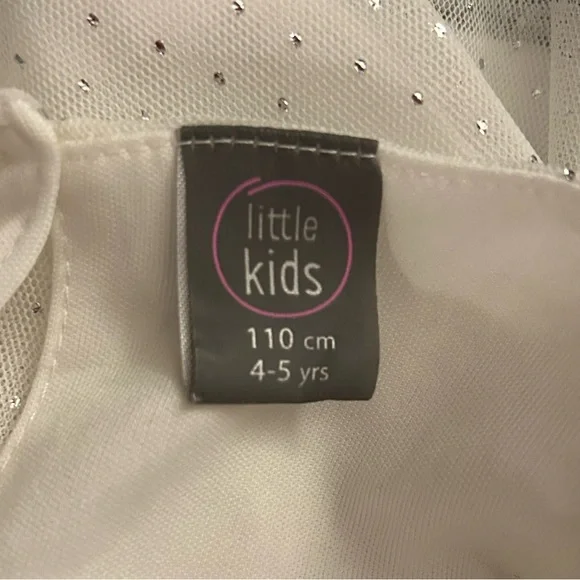 little
kids
110 cm
4-5 yrs